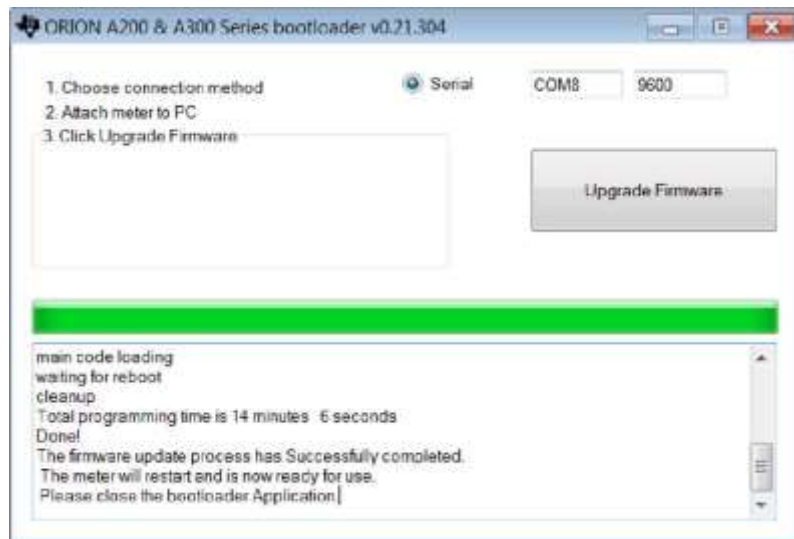 ORION A200 & A300 Series bootloader v0.21.304
1. Choose connection method
Serial
COM8
9600
2. Attach meter to PC
3. Click Upgrade Firmware
Upgrade Firmware
main code loading
waiting for reboot
cleanup
Total programming time is 14 minutes 6 seconds
Done!
The firmware update process has Successfully completed.
The meter will restart and is now ready for use.
Please close the bootloader Application.